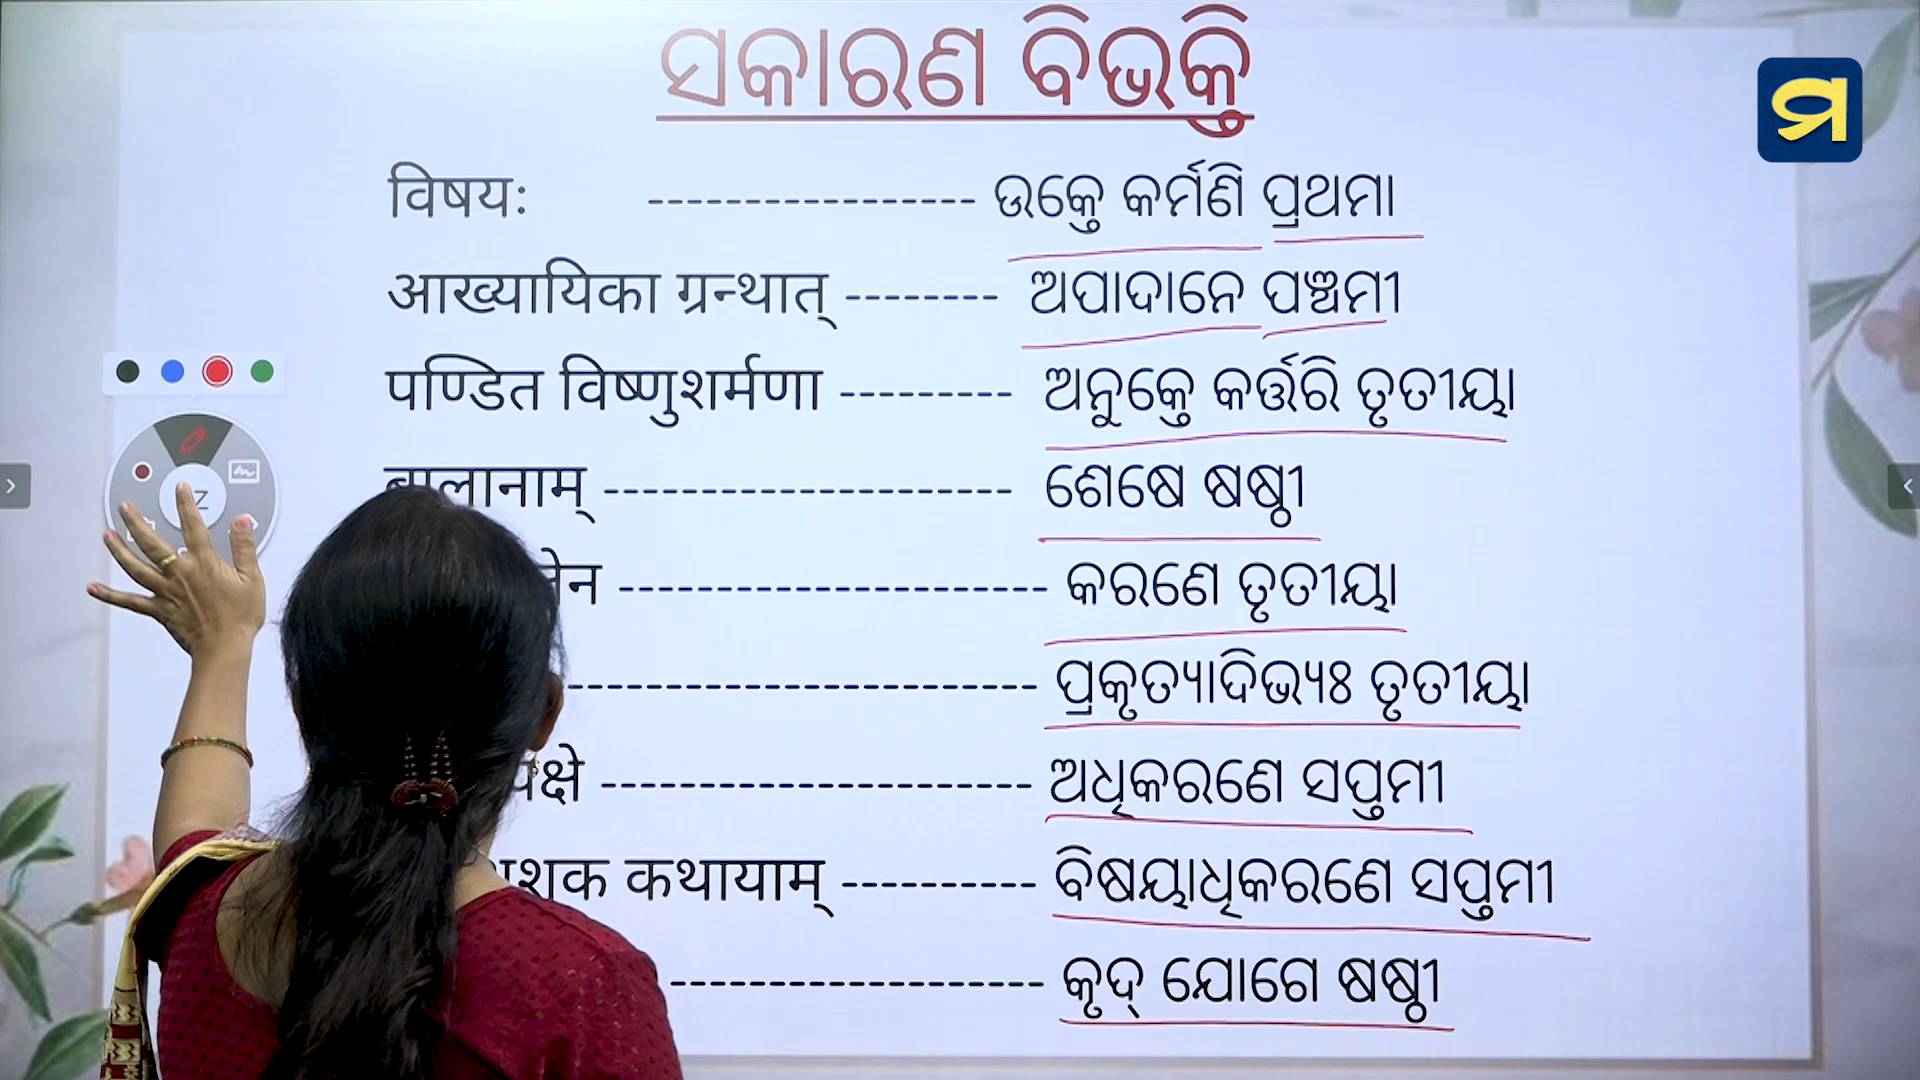 ସକାରଣ ବିଭକ୍ତି
ମ
विषयः ----------------- ଉକ୍ତେ କର୍ମଣି ପ୍ରଥମା
आख्यायिका ग्रन्थात् -------- ଅପାଦାନେ ପଞ୍ଚମୀ
पण्डित विष्णुशर्मणा --------- ଅନୁକ୍ତେ କର୍ତ୍ତରି ତୃତୀୟା
बालानाम् --------------------- ଶେଷେ ଷଷ୍ଠୀ
---------------------- କରଣେ ତୃତୀୟା
------------------------ ପ୍ରକୃତ୍ୟାଦିଭ୍ୟଃ ତୃତୀୟା
---------------------- ଅଧିକରଣେ ସପ୍ତମୀ
कथायाम् ---------- ବିଷୟାଧିକରଣେ ସପ୍ତମୀ
------------------- କୃଦ୍ ଯୋଗେ ଷଷ୍ଠୀ